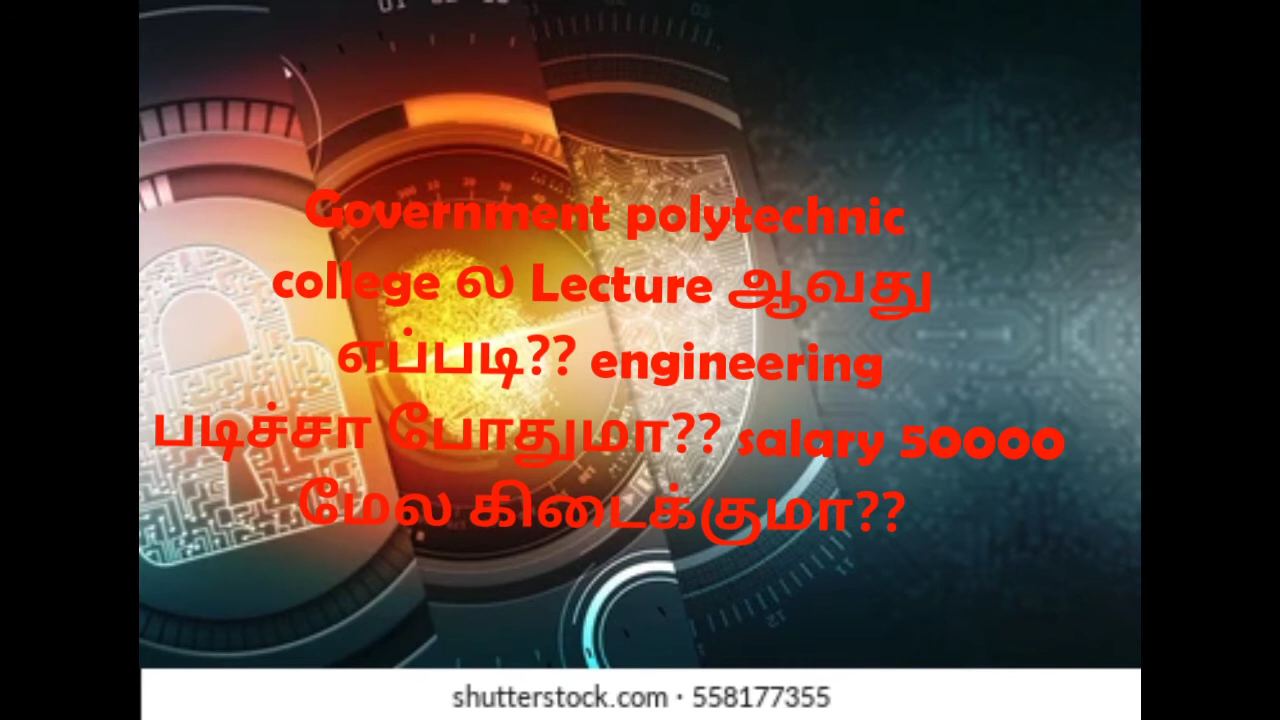 Government polytechnic
college ல Lecture ஆவது
எப்படி?? engineering
படிச்சா போதுமா?? salary 50000
மேல கிடைக்குமா??
shutterstock.com · 558177355